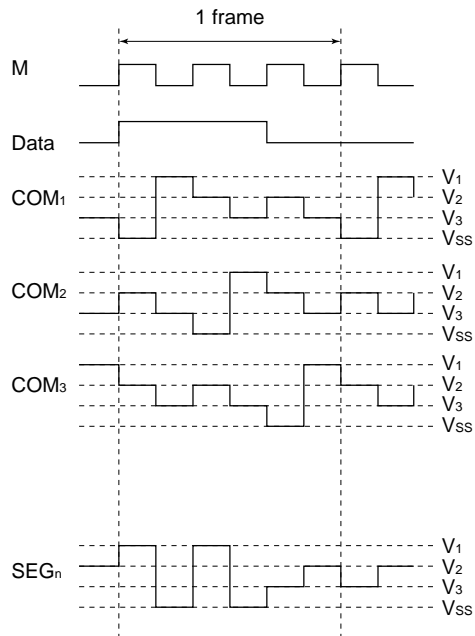 1 frame
M
Data
COM1
V1
V2
V3
VSS
COM2
V1
V2
V3
VSS
COM3
V1
V2
V3
VSS
SEGn
V1
V2
V3
VSS